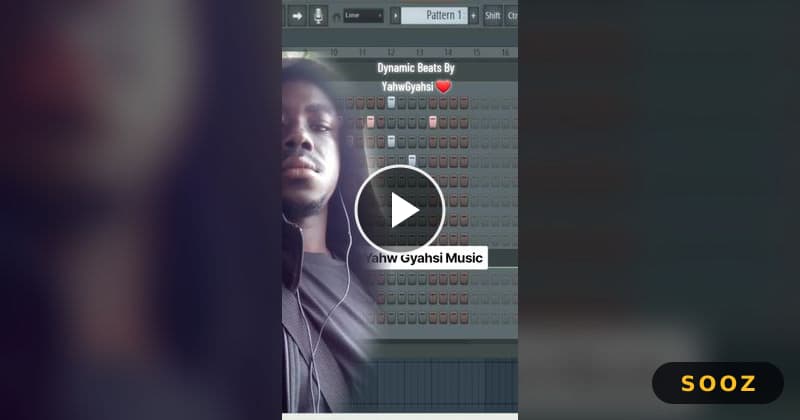 Line
Pattern 1
Shift
Ctr
10 11 12 13 14 15 16
Dynamic Beats By
YahwGyahsi
Yahw Gyahsi Music
SOOZ